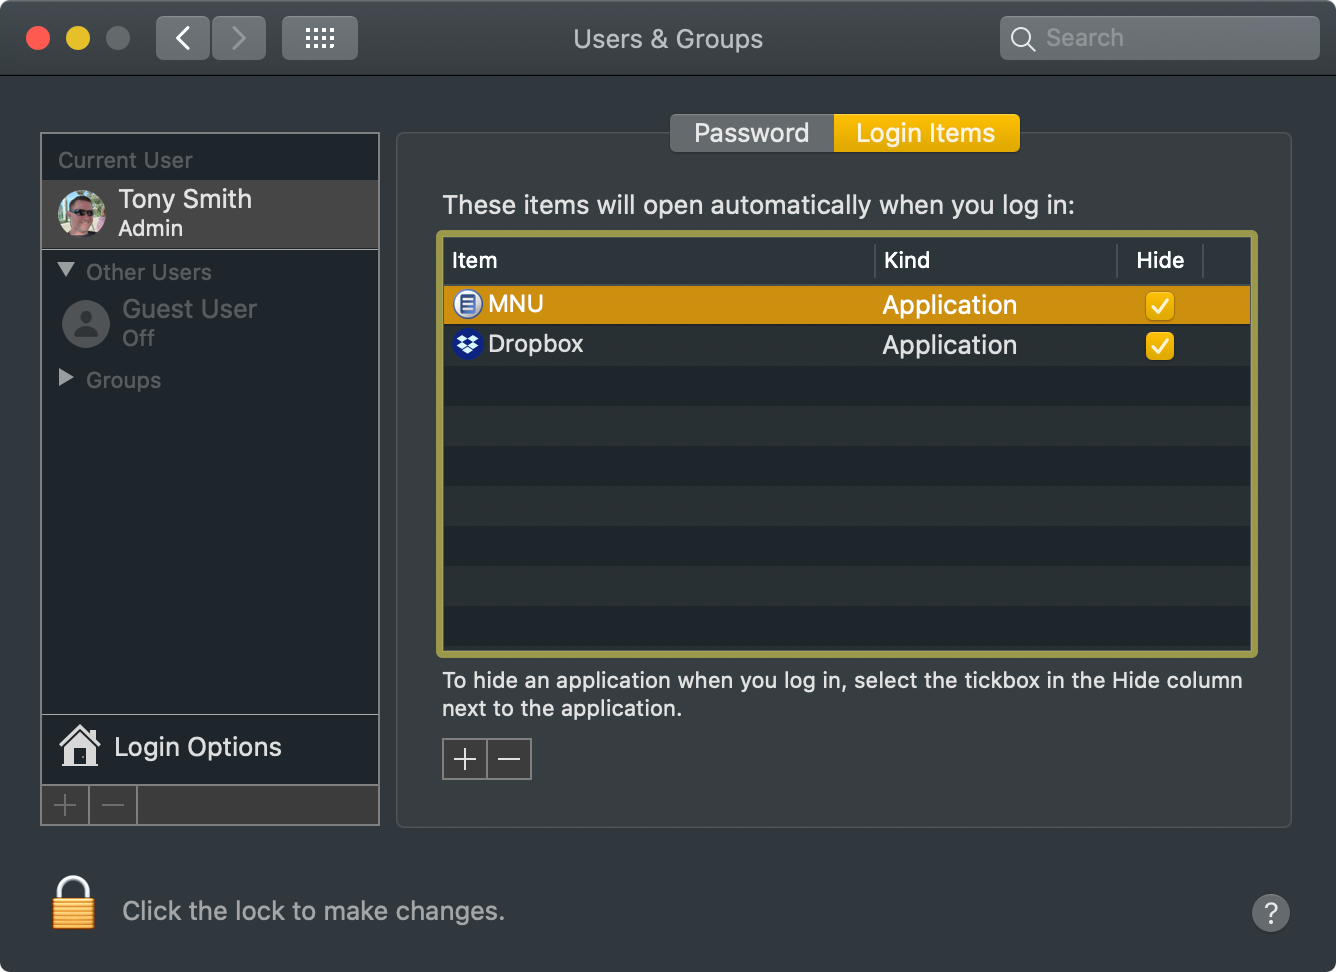 Users & Groups
Search
Current User
Tony Smith
Admin
Other Users
Guest User
Off
Groups
Login Options
Password
Login Items
These items will open automatically when you log in:
Item Kind Hide
MNU Application
Dropbox Application
To hide an application when you log in, select the tickbox in the Hide column
next to the application.
Click the lock to make changes.
?